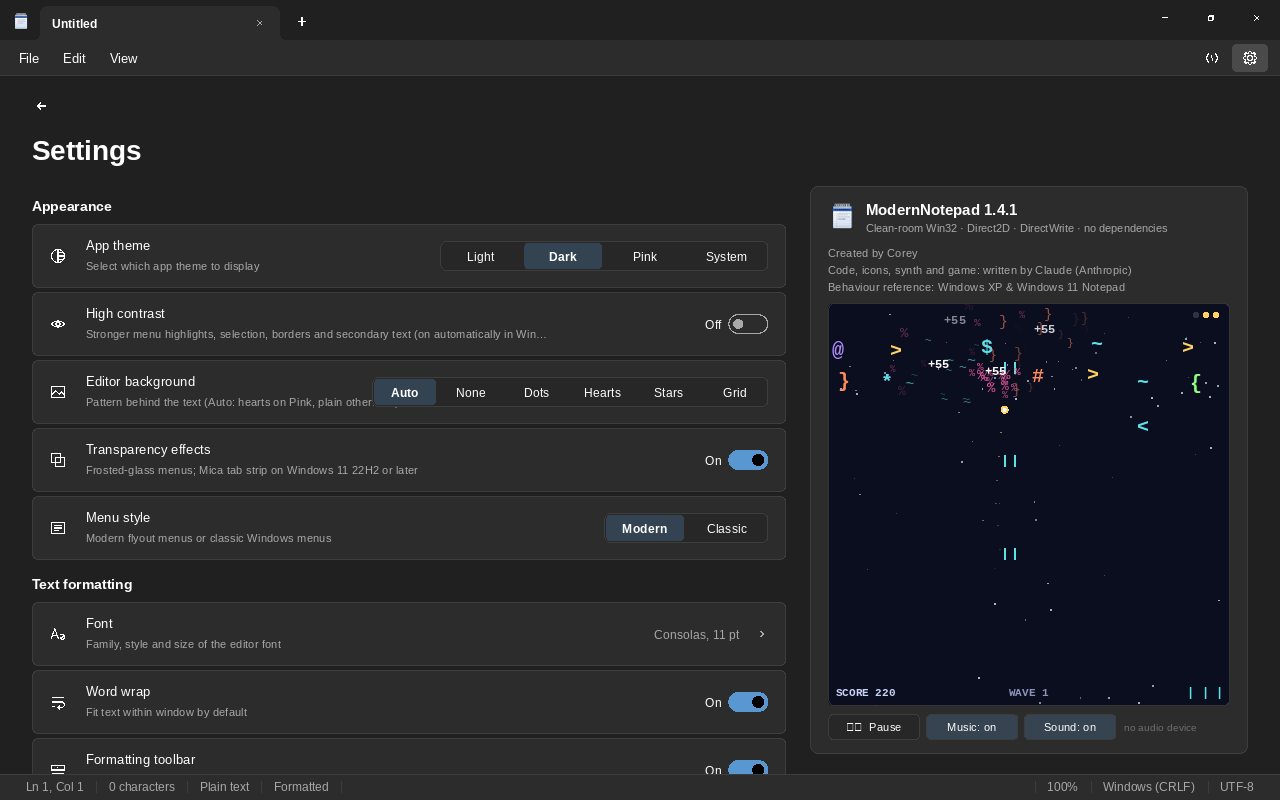 Untitled
File Edit View
Settings
Appearance
App theme
Select which app theme to display
Light Dark Pink System
High contrast
Stronger menu highlights, selection, borders and secondary text (on automatically in Win...
Off
Editor background
Pattern behind the text (Auto: hearts on Pink, plain other
Auto None Dots Hearts Stars Grid
Transparency effects
Frosted-glass menus; Mica tab strip on Windows 11 22H2 or later
On
Menu style
Modern flyout menus or classic Windows menus
Modern Classic
Text formatting
Font
Family, style and size of the editor font
Consolas, 11 pt
Word wrap
Fit text within window by default
On
Formatting toolbar
On
ModernNotepad 1.4.1
Clean-room Win32 · Direct2D · DirectWrite · no dependencies
Created by Corey
Code, icons, synth and game: written by Claude (Anthropic)
Behaviour reference: Windows XP & Windows 11 Notepad
+55
+55
@ > $ ~ >
+55
+55
} * ~ # > ~ {
<
SCORE 220 WAVE 1
Pause Music: on Sound: on no audio device
Ln 1, Col 1 0 characters Plain text Formatted 100% Windows (CRLF) UTF-8